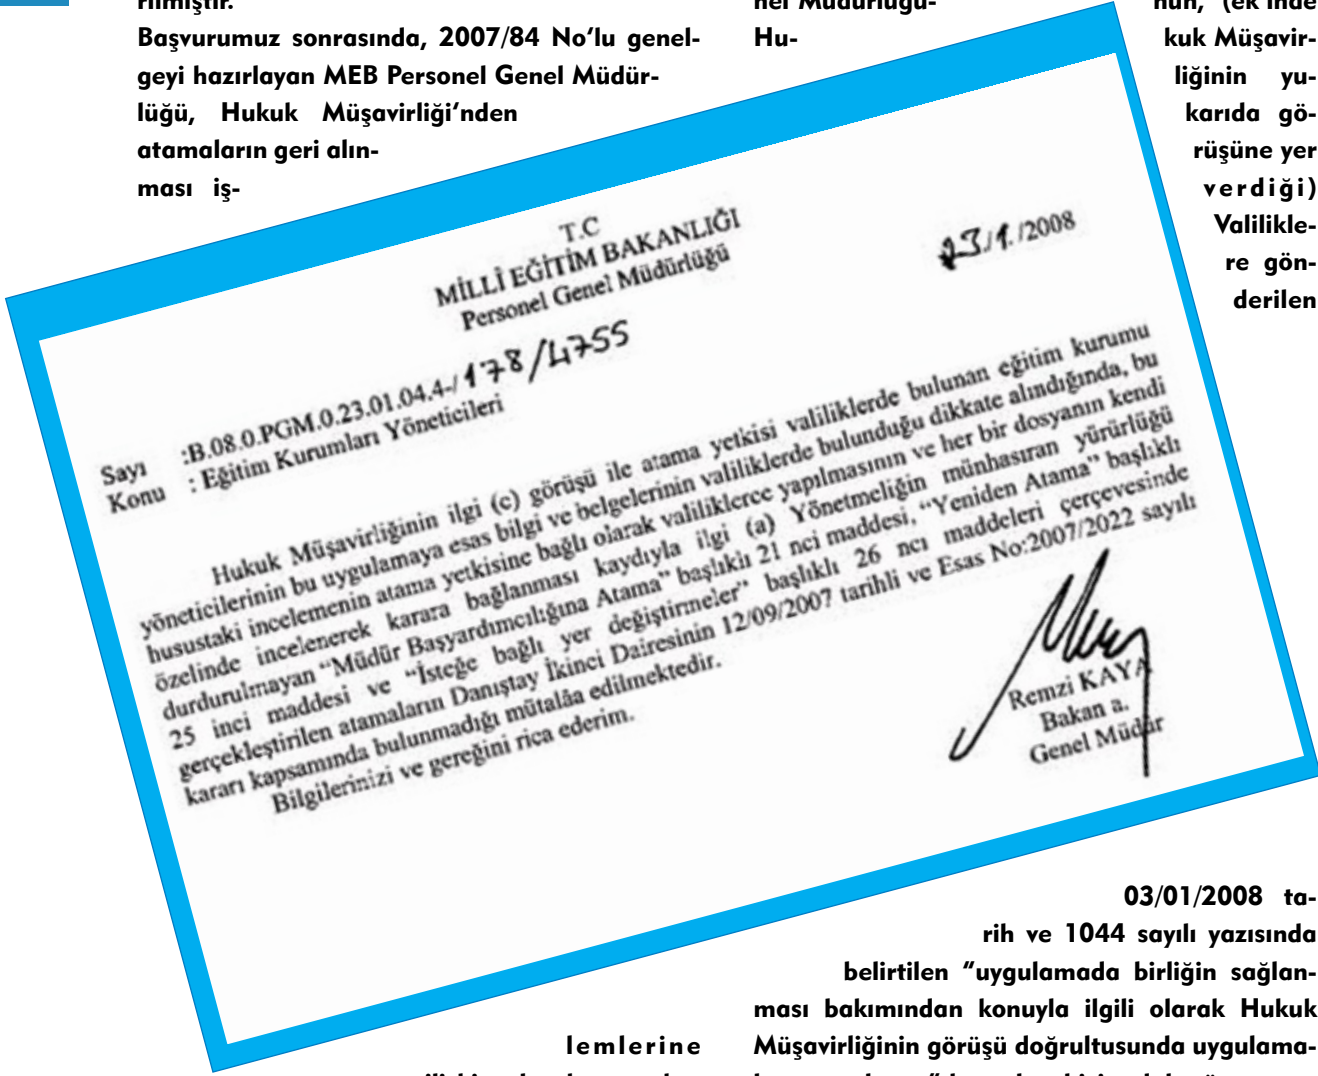 rilmiştir.
Başvurumuz sonrasında, 2007/84 No’lu genel-
geyi hazırlayan MEB Personel Genel Müdür-
lüğü, Hukuk Müşavirliği’nden
atamaların geri alın-
ması iş-
T.C
MİLLÎ EĞİTİM BAKANLIĞI
Personel Genel Müdürlüğü
23/1./2008
Sayı :B.08.0.PGM.0.23.01.04.4-/178/4755
Konu : Eğitim Kurumları Yöneticileri
Hukuk Müşavirliğinin ilgi (c) görüşü ile atama yetkisi valiliklerde bulunan eğitim kurumu
yöneticilerinin bu uygulamaya esas bilgi ve belgelerinin valiliklerde bulunduğu dikkate alındığında, bu
husustaki incelemenin atama yetkisine bağlı olarak valiliklerce yapılmasının ve her bir dosyanın kendi
özelinde incelenerek karara bağlanması kaydıyla ilgi (a) Yönetmeliğin münhasıran yürürlüğü
durdurulmayan “Müdür Başyardımcılığına Atama” başlıklı 21 nci maddesi, “Yeniden Atama” başlıklı
25 inci maddesi ve “İsteğe bağlı yer değiştirmeler” başlıklı 26 ncı maddeleri çerçevesinde
gerçekleştirilen atamaların Danıştay İkinci Dairesinin 12/09/2007 tarihli ve Esas No:2007/2022 sayılı
kararı kapsamında bulunmadığı mütalâa edilmektedir.
Bilgilerinizi ve gereğini rica ederim.
Remzi KAYA
Bakan a.
Genel Müdür
lemlerine
nel Müdürlüğü-
nün, (ek’inde
Hu-
kuk Müşavir-
liğinin yu-
karıda gö-
rüşüne yer
verdiği)
Valilikle-
re gön-
derilen
03/01/2008 ta-
rih ve 1044 sayılı yazısında
belirtilen “uygulamada birliğin sağlan-
ması bakımından konuyla ilgili olarak Hukuk
Müşavirliğinin görüşü doğrultusunda uygulama-